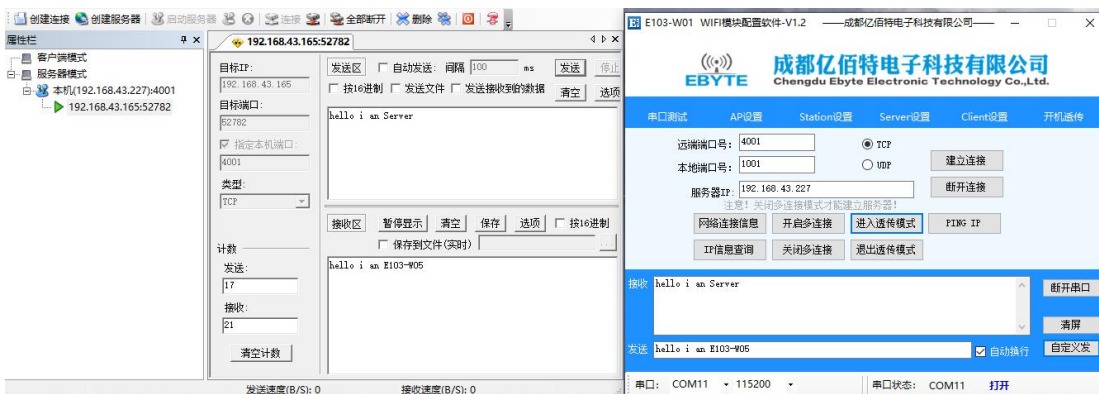 创建连接 创建服务器 启动服务器 连接 全部断开 删除
属性栏
客户端模式
服务器模式
本机(192.168.43.227):4001
192.168.43.165:52782
192.168.43.165:52782
目标IP:
192.168.43.165
目标端口:
52782
指定本机端口:
4001
类型:
TCP
计数
发送:
17
接收:
21
清空计数
发送区 自动发送: 间隔 100 ms 发送 停止
按16进制 发送文件 发送接收到的数据 清空 选项
hello i an Server
接收区 暂停显示 清空 保存 选项 按16进制
保存到文件(实时) ...
hello i an E103-W05
发送速度(B/S): 0 接收速度(B/S): 0
E103-W01 WIFI模块配置软件-V1.2 ——成都亿佰特电子科技有限公司——
EBYTE
成都亿佰特电子科技有限公司
Chengdu Ebyte Electronic Technology Co.,Ltd.
串口测试 AP设置 Station设置 Server设置 Client设置 开机透传
远端端口号: 4001 TCP
本地端口号: 1001 UDP 建立连接
服务器IP: 192.168.43.227 断开连接
注意!关闭多连接模式才能建立服务器!
网络连接信息 开启多连接 进入透传模式 PING IP
IP信息查询 关闭多连接 退出透传模式
接收 hello i an Server 断开串口
清屏
发送 hello i an E103-W05 自动换行 自定义发
串口: COM11 115200 串口状态: COM11 打开